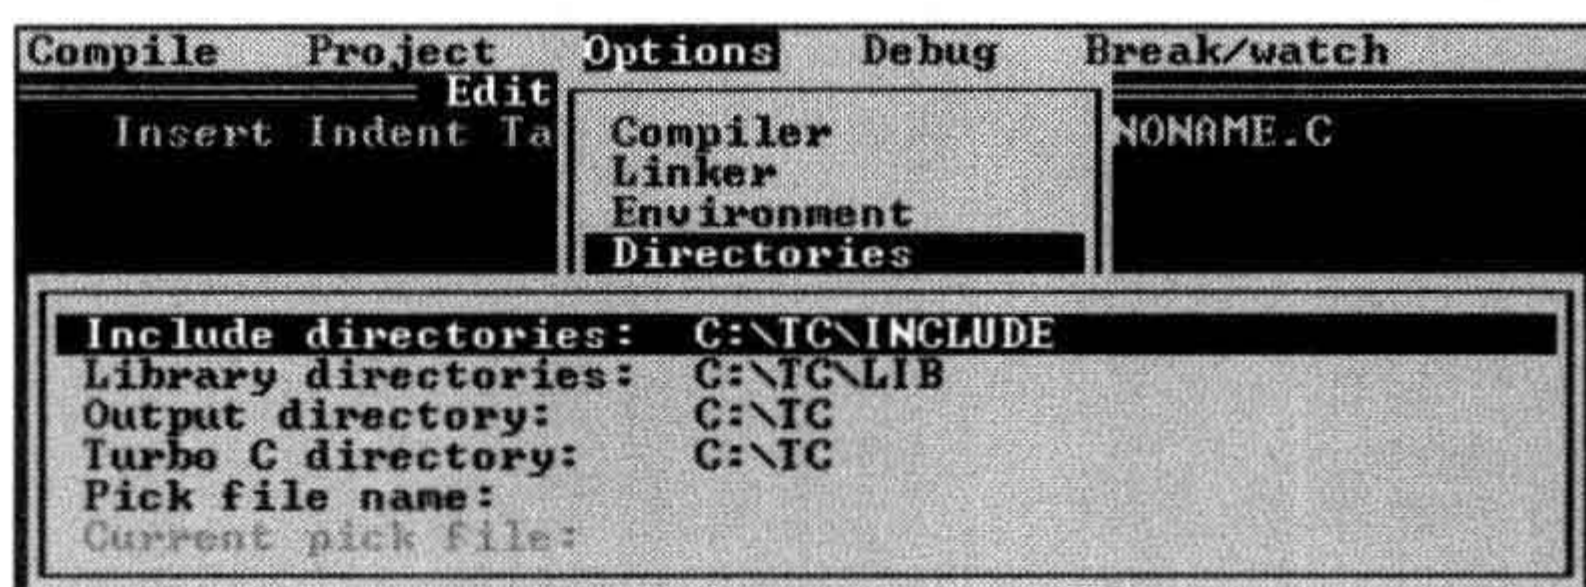 Compile Project Options Debug Break/watch
Edit
Insert Indent Ta NONAME.C
Compiler
Linker
Environment
Directories
Include directories: C:\TC\INCLUDE
Library directories: C:\TC\LIB
Output directory: C:\TC
Turbo C directory: C:\TC
Pick file name:
Current pick file: